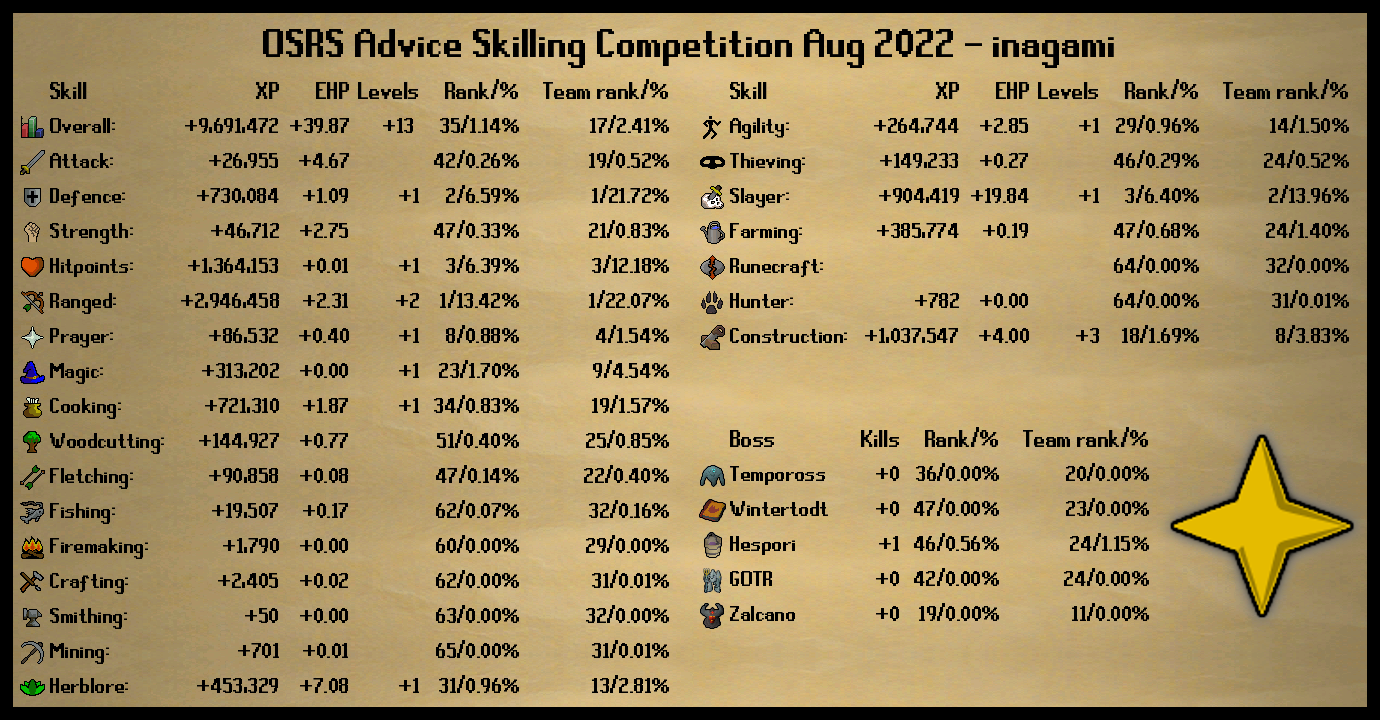 OSRS Advice Skilling Competition Aug 2022 - inagami
Skill XP EHP Levels Rank/% Team rank/%
Overall: +9,691,472 +39.87 +13 35/1.14% 17/2.41%
Attack: +26,955 +4.67 42/0.26% 19/0.52%
Defence: +730,084 +1.09 +1 2/6.59% 1/21.72%
Strength: +46,712 +2.75 47/0.33% 21/0.83%
Hitpoints: +1,364,153 +0.01 +1 3/6.39% 3/12.18%
Ranged: +2,946,458 +2.31 +2 1/13.42% 1/22.07%
Prayer: +86,532 +0.40 +1 8/0.88% 4/1.54%
Magic: +313,202 +0.00 +1 23/1.70% 9/4.54%
Cooking: +721,310 +1.87 +1 34/0.83% 19/1.57%
Woodcutting: +144,927 +0.77 51/0.40% 25/0.85%
Fletching: +90,858 +0.08 47/0.14% 22/0.40%
Fishing: +19,507 +0.17 62/0.07% 32/0.16%
Firemaking: +1,790 +0.00 60/0.00% 29/0.00%
Crafting: +2,405 +0.02 62/0.00% 31/0.01%
Smithing: +50 +0.00 63/0.00% 32/0.00%
Mining: +701 +0.01 65/0.00% 31/0.01%
Herblore: +453,329 +7.08 +1 31/0.96% 13/2.81%
Skill XP EHP Levels Rank/% Team rank/%
Agility: +264,744 +2.85 +1 29/0.96% 14/1.50%
Thieving: +149,233 +0.27 46/0.29% 24/0.52%
Slayer: +904,419 +19.84 +1 3/6.40% 2/13.96%
Farming: +385,774 +0.19 47/0.68% 24/1.40%
Runecraft: 64/0.00% 32/0.00%
Hunter: +782 +0.00 64/0.00% 31/0.01%
Construction: +1,037,547 +4.00 +3 18/1.69% 8/3.83%
Boss Kills Rank/% Team rank/%
Tempoross +0 36/0.00% 20/0.00%
Wintertodt +0 47/0.00% 23/0.00%
Hespori +1 46/0.56% 24/1.15%
GOTR +0 42/0.00% 24/0.00%
Zalcano +0 19/0.00% 11/0.00%